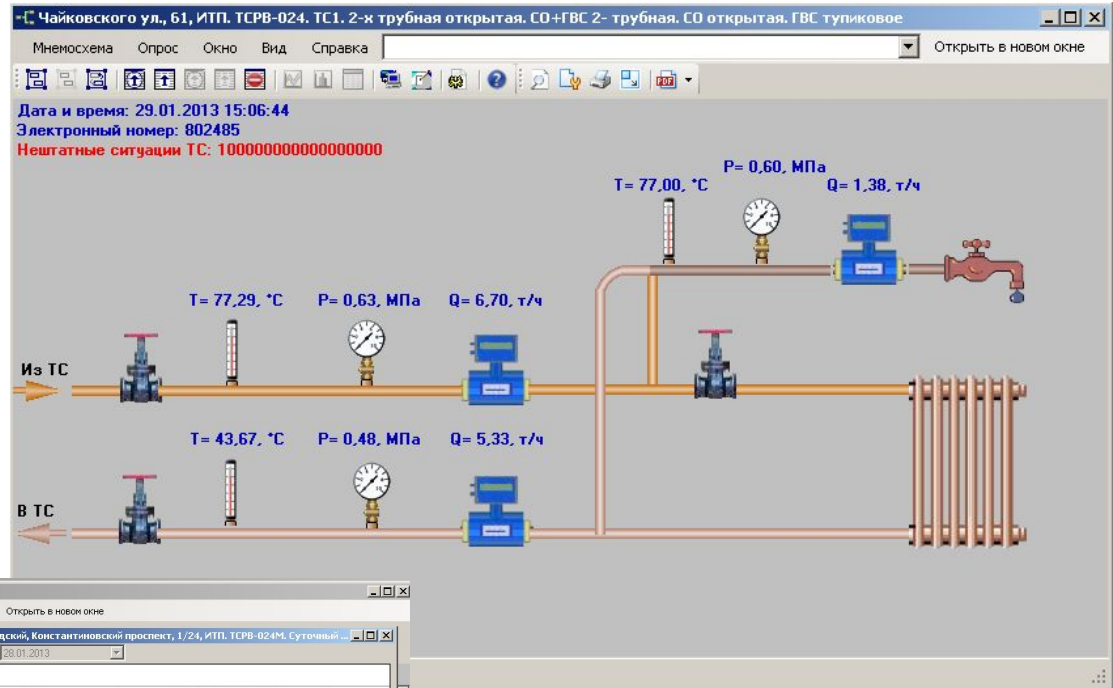 Чайковского ул., 61, ИТП. ТСРВ-024. ТС1. 2-х трубная открытая. СО+ГВС 2- трубная. СО открытая. ГВС тупиковое
Мнемосхема Опрос Окно Вид Справка Открыть в новом окне
PDF
Дата и время: 29.01.2013 15:06:44
Электронный номер: 802485
Нештатные ситуации ТС: 100000000000000000
P= 0,60, МПа
T= 77,00, °C Q= 1,38, т/ч
T= 77,29, °C P= 0,63, МПа Q= 6,70, т/ч
Из ТС
T= 43,67, °C P= 0,48, МПа Q= 5,33, т/ч
В ТС
Открыть в новом окне
дский, Константиновский проспект, 1/24, ИТП. ТСРВ-024М. Суточный ...
28.01.2013